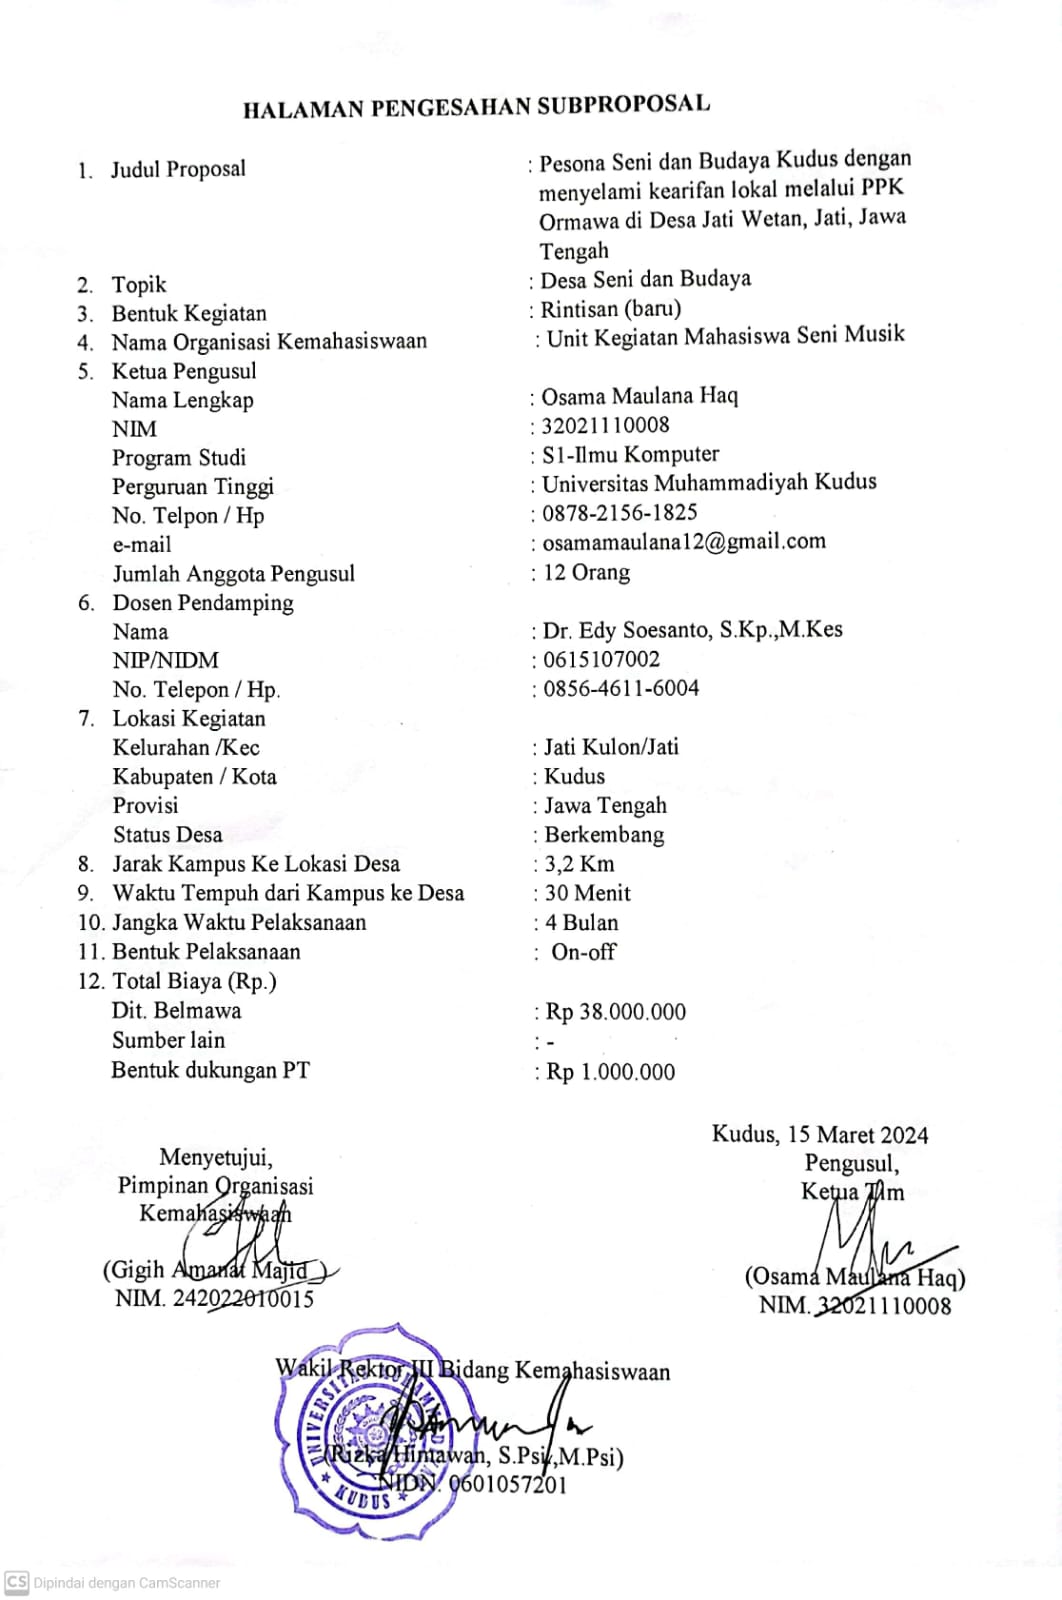 HALAMAN PENGESAHAN SUBPROPOSAL
1. Judul Proposal : Pesona Seni dan Budaya Kudus dengan
menyelami kearifan lokal melalui PPK
Ormawa di Desa Jati Wetan, Jati, Jawa
Tengah
2. Topik : Desa Seni dan Budaya
3. Bentuk Kegiatan : Rintisan (baru)
4. Nama Organisasi Kemahasiswaan : Unit Kegiatan Mahasiswa Seni Musik
5. Ketua Pengusul
Nama Lengkap : Osama Maulana Haq
NIM : 32021110008
Program Studi : S1-Ilmu Komputer
Perguruan Tinggi : Universitas Muhammadiyah Kudus
No. Telpon / Hp : 0878-2156-1825
e-mail : osamamaulana12@gmail.com
Jumlah Anggota Pengusul : 12 Orang
6. Dosen Pendamping
Nama : Dr. Edy Soesanto, S.Kp.,M.Kes
NIP/NIDM : 0615107002
No. Telepon / Hp. : 0856-4611-6004
7. Lokasi Kegiatan
Kelurahan /Kec : Jati Kulon/Jati
Kabupaten / Kota : Kudus
Provisi : Jawa Tengah
Status Desa : Berkembang
8. Jarak Kampus Ke Lokasi Desa : 3,2 Km
9. Waktu Tempuh dari Kampus ke Desa : 30 Menit
10. Jangka Waktu Pelaksanaan : 4 Bulan
11. Bentuk Pelaksanaan : On-off
12. Total Biaya (Rp.)
Dit. Belmawa : Rp 38.000.000
Sumber lain : -
Bentuk dukungan PT : Rp 1.000.000
Kudus, 15 Maret 2024
Menyetujui,
Pimpinan Organisasi
Kemahasiswaan
(Gigih Amanat Majid )
NIM. 242022010015
Pengusul,
Ketua Tim
(Osama Maulana Haq)
NIM. 32021110008
Wakil Rektor III Bidang Kemahasiswaan
(Rizka Himawan, S.Psi.,M.Psi)
NIDN. 0601057201
UNIVERSITAS MUHAMMADIYAH
* KUDUS *
CS Dipindai dengan CamScanner